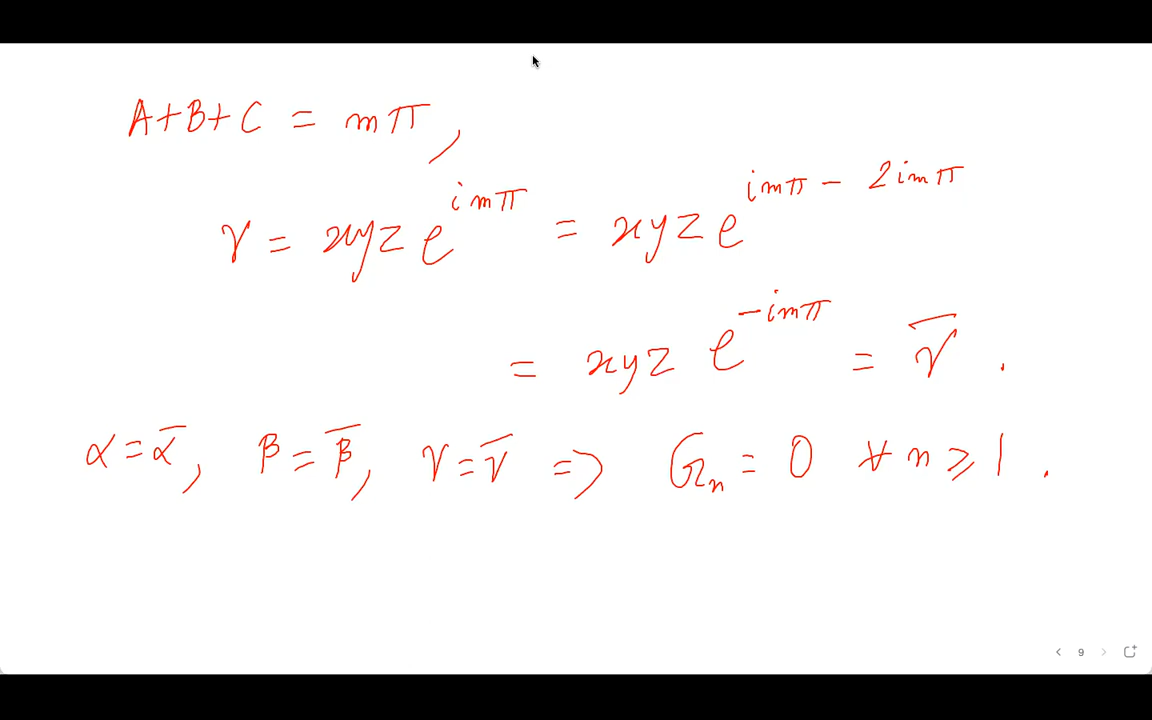 A+B+C = mπ,
γ = xyz e^{imπ} = xyz e^{imπ - 2imπ}
= xyz e^{-imπ} = γ̅ .
α = α̅, β = β̅, γ = γ̅ => G_n = 0 ∀ n ≥ 1 .
9